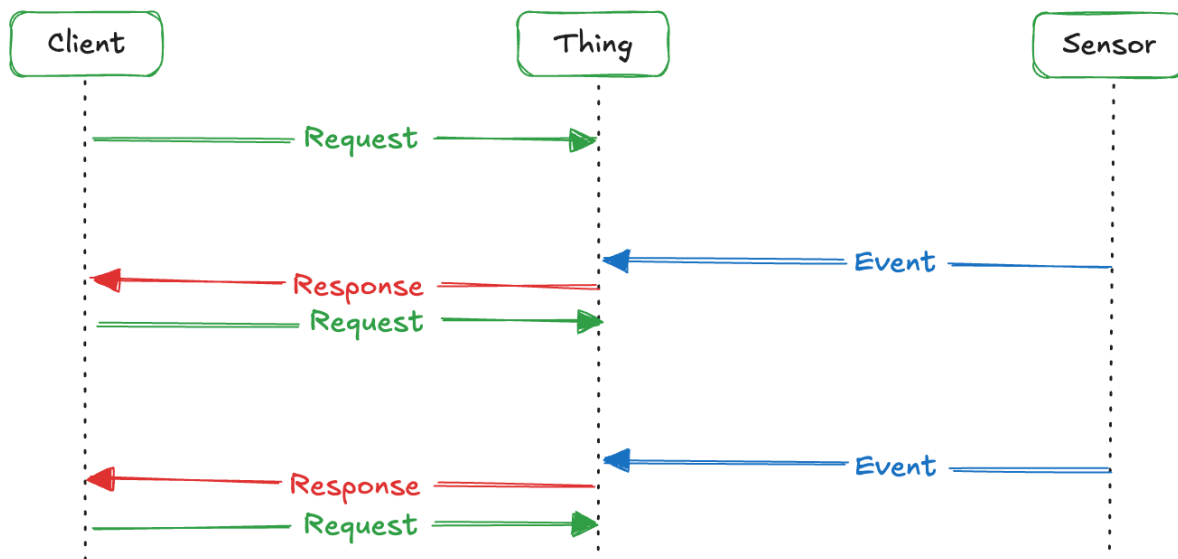 Client
Thing
Sensor
Request
Event
Response
Request
Event
Response
Request